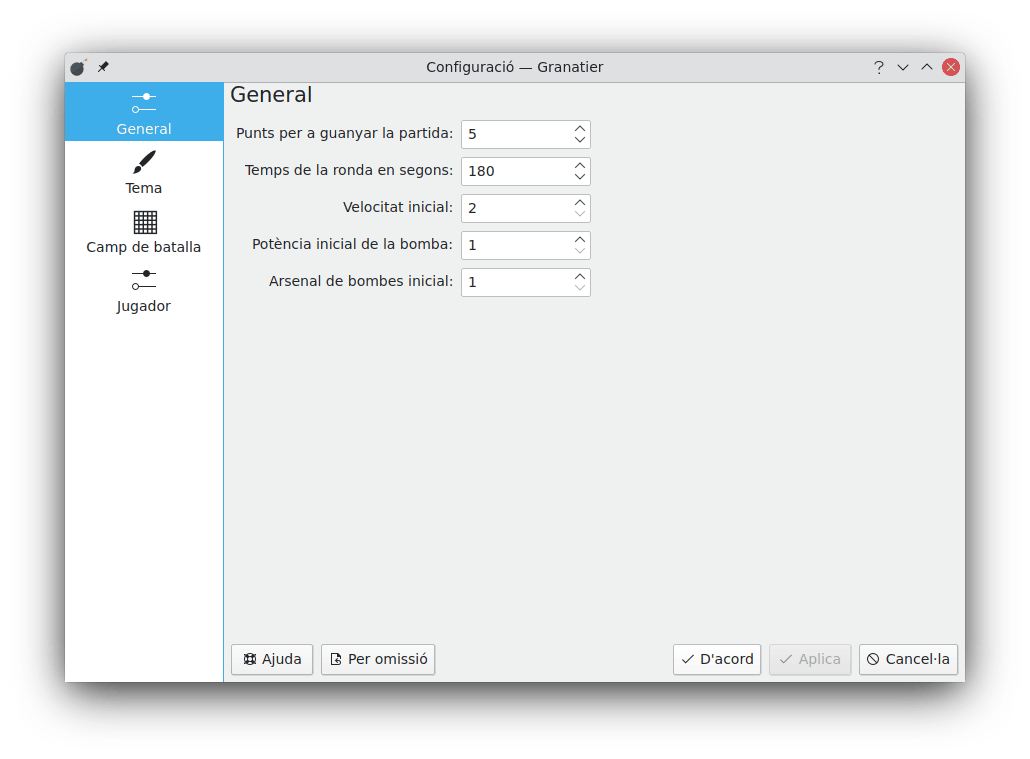 Configuració — Granatier
General
Tema
Camp de batalla
Jugador
General
Punts per a guanyar la partida: 5
Temps de la ronda en segons: 180
Velocitat inicial: 2
Potència inicial de la bomba: 1
Arsenal de bombes inicial: 1
Ajuda Per omissió D'acord Aplica Cancel·la